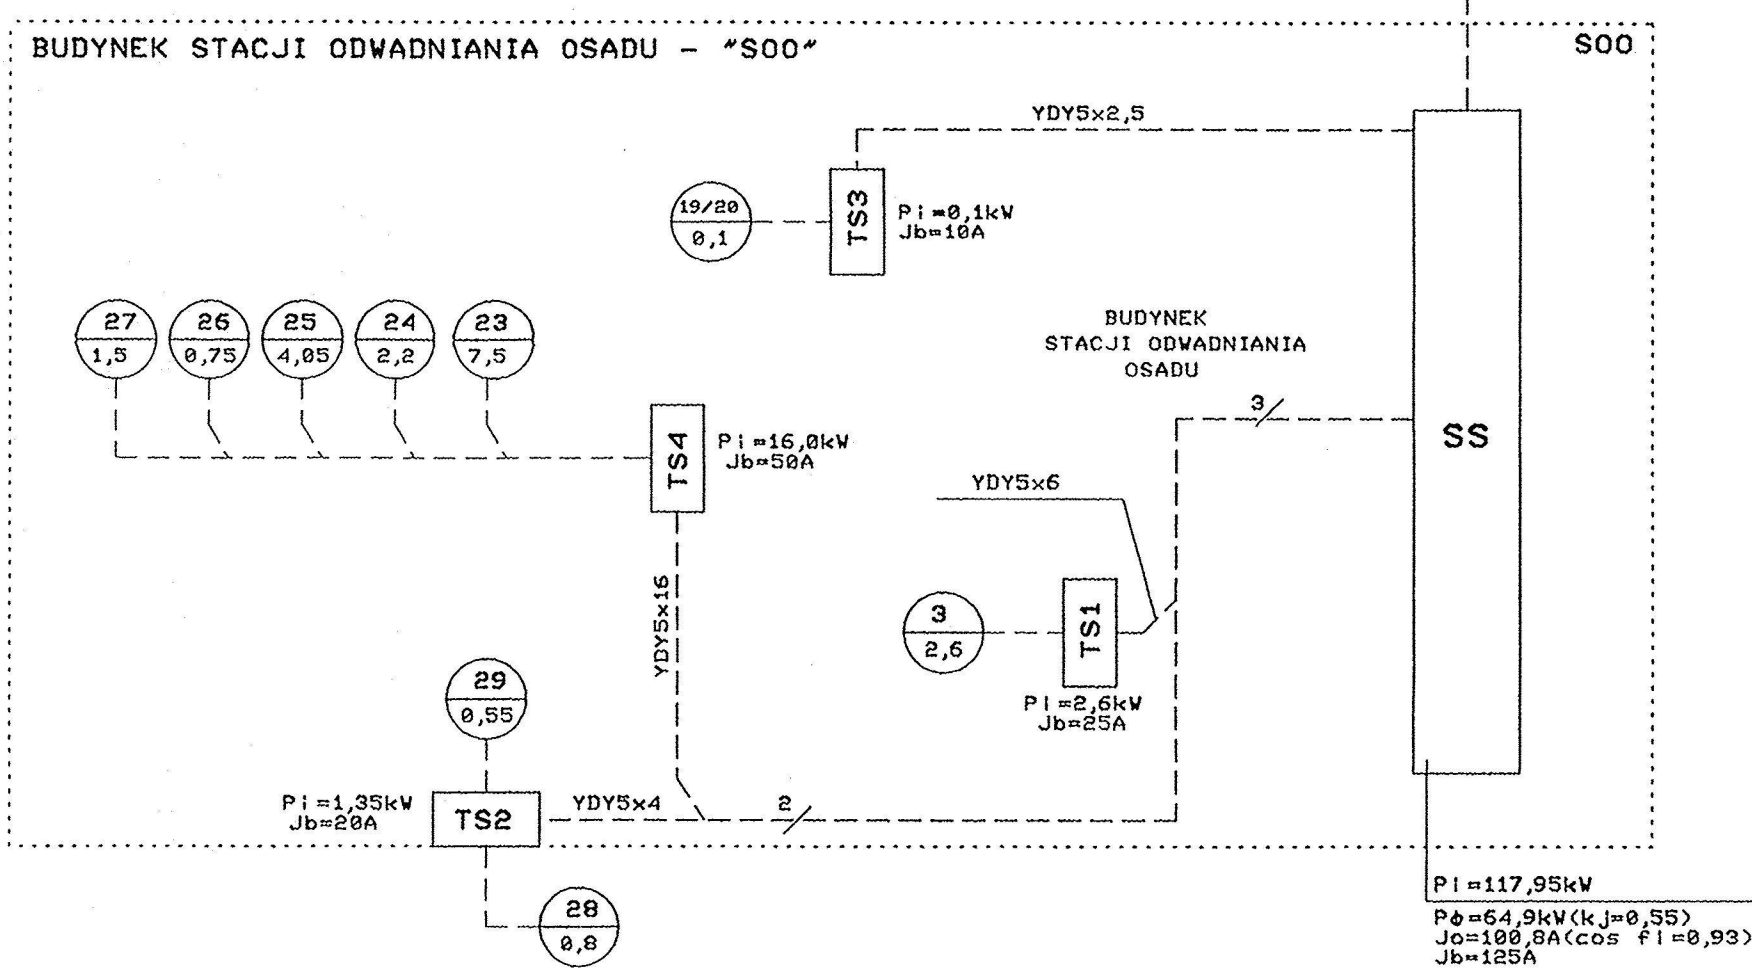 BUDYNEK STACJI ODWADNIANIA OSADU - "SOO"
SOO
YDY5x2,5
19/20
0,1
TS3
Pi=0,1kW
Jb=10A
27
1,5
26
0,75
25
4,05
24
2,2
23
7,5
BUDYNEK
STACJI ODWADNIANIA
OSADU
3
SS
TS4
Pi=16,0kW
Jb=50A
YDY5x6
YDY5x16
3
2,6
TS1
Pi=2,6kW
Jb=25A
29
0,55
Pi=1,35kW
Jb=20A
TS2
YDY5x4
2
28
0,8
Pi=117,95kW
Po=64,9kW(kj=0,55)
Jo=100,8A(cos fi=0,93)
Jb=125A